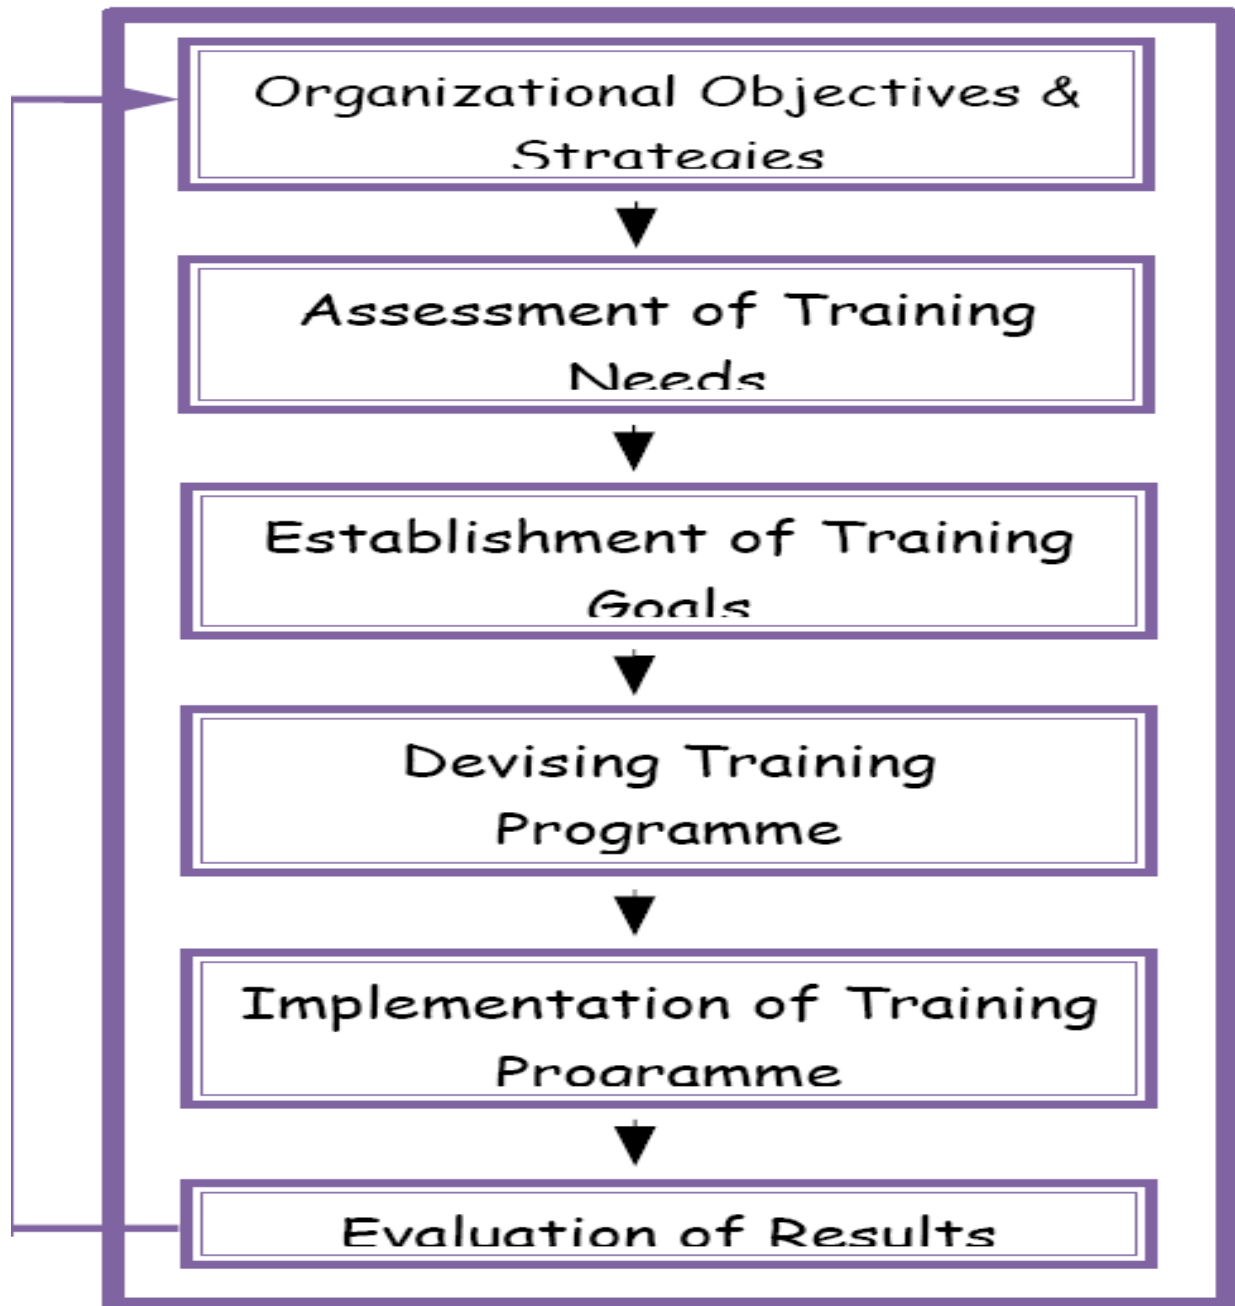 Organizational Objectives &
Strategies
Assessment of Training
Needs
Establishment of Training
Goals
Devising Training
Programme
Implementation of Training
Programme
Evaluation of Results